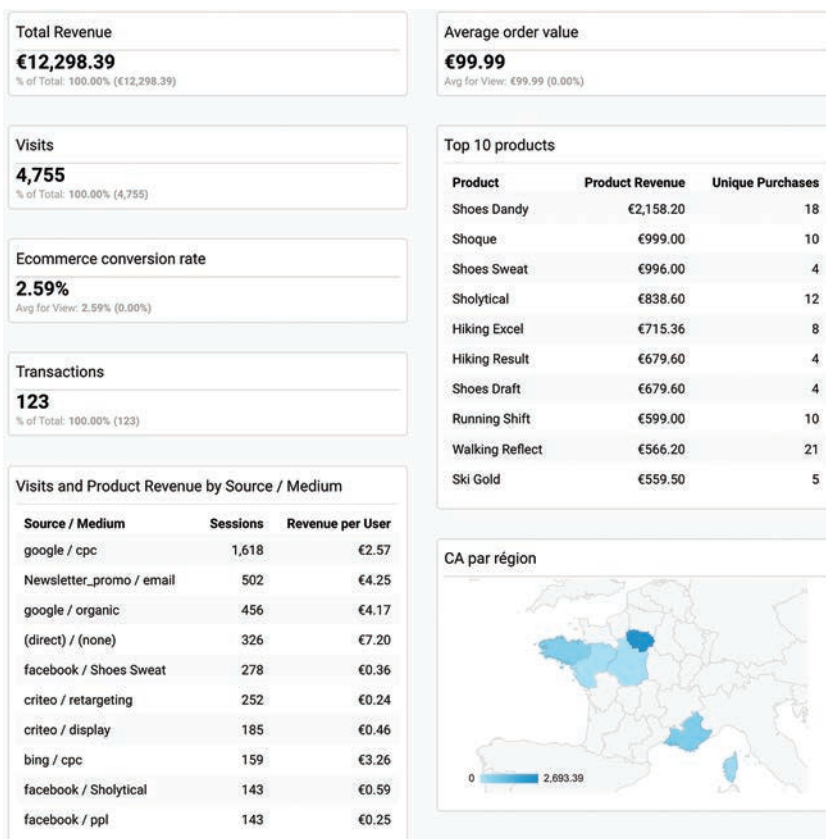 Total Revenue
€12,298.39
% of Total: 100.00% (€12,298.39)
Visits
4,755
% of Total: 100.00% (4,755)
Ecommerce conversion rate
2.59%
Avg for View: 2.59% (0.00%)
Transactions
123
% of Total: 100.00% (123)
Visits and Product Revenue by Source / Medium
Source / Medium Sessions Revenue per User
google / cpc 1,618 €2.57
Newsletter_promo / email 502 €4.25
google / organic 456 €4.17
(direct) / (none) 326 €7.20
facebook / Shoes Sweat 278 €0.36
criteo / retargeting 252 €0.24
criteo / display 185 €0.46
bing / cpc 159 €3.26
facebook / Sholytical 143 €0.59
facebook / ppl 143 €0.25
Average order value
€99.99
Avg for View: €99.99 (0.00%)
Top 10 products
Product Product Revenue Unique Purchases
Shoes Dandy €2,158.20 18
Shoque €999.00 10
Shoes Sweat €996.00 4
Sholytical €838.60 12
Hiking Excel €715.36 8
Hiking Result €679.60 4
Shoes Draft €679.60 4
Running Shift €599.00 10
Walking Reflect €566.20 21
Ski Gold €559.50 5
CA par région
0 2,693.39